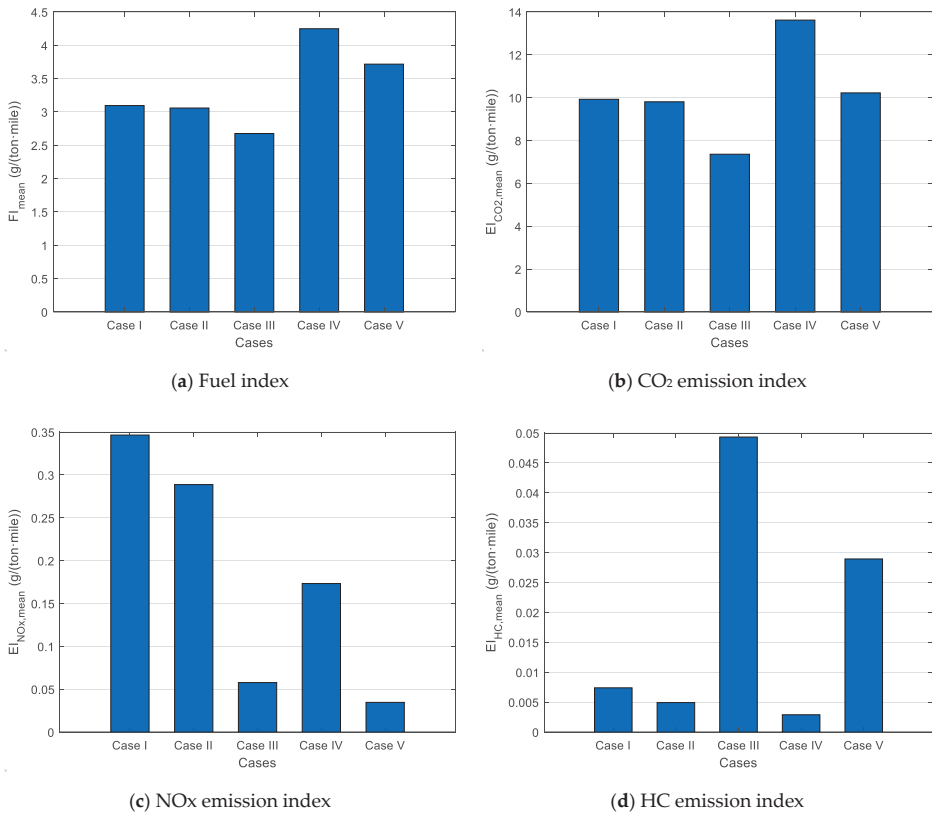 4.5
4
3.5
3
2.5
2
1.5
1
0.5
0
FI_mean (g/(ton·mile))
Case I Case II Case III Case IV Case V
Cases
(a) Fuel index
14
12
10
8
6
4
2
0
EI_CO2,mean (g/(ton·mile))
Case I Case II Case III Case IV Case V
Cases
(b) CO₂ emission index
0.35
0.3
0.25
0.2
0.15
0.1
0.05
0
EI_NOx,mean (g/(ton·mile))
Case I Case II Case III Case IV Case V
Cases
(c) NOx emission index
0.05
0.045
0.04
0.035
0.03
0.025
0.02
0.015
0.01
0.005
0
EI_HC,mean (g/(ton·mile))
Case I Case II Case III Case IV Case V
Cases
(d) HC emission index